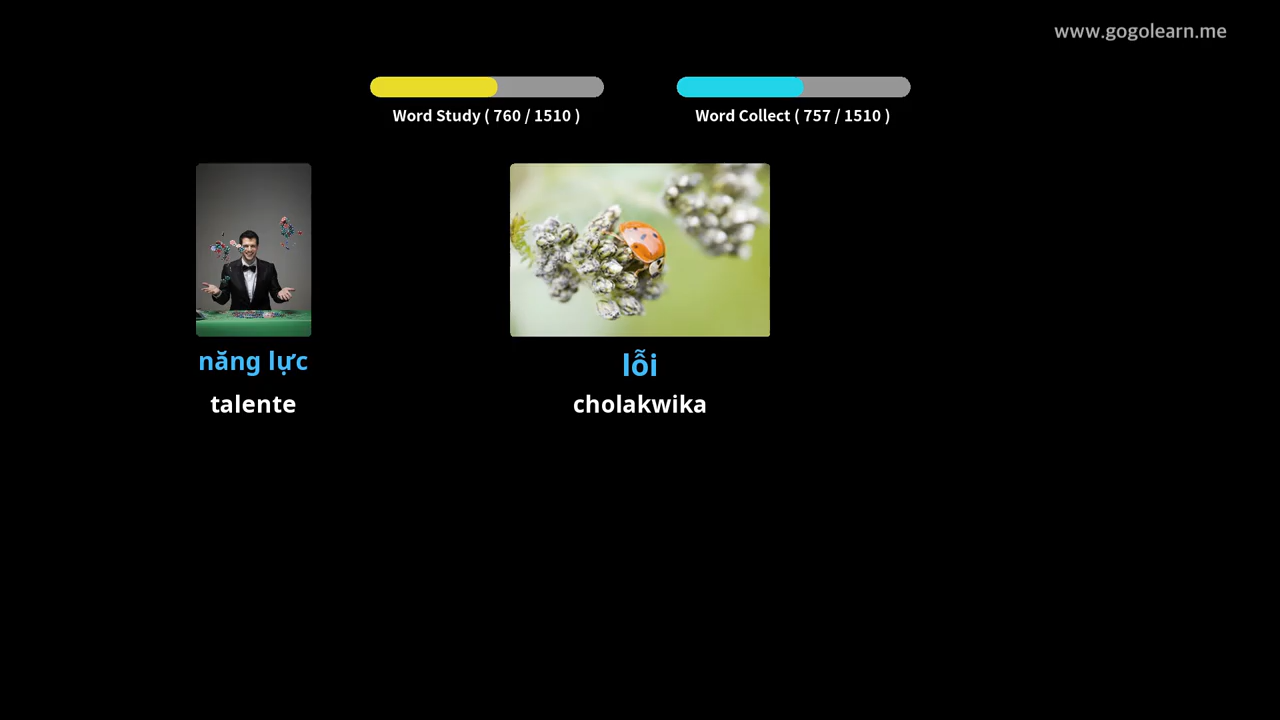 www.gogolearn.me
Word Study ( 760 / 1510 )
Word Collect ( 757 / 1510 )
năng lực
talente
lỗi
cholakwika